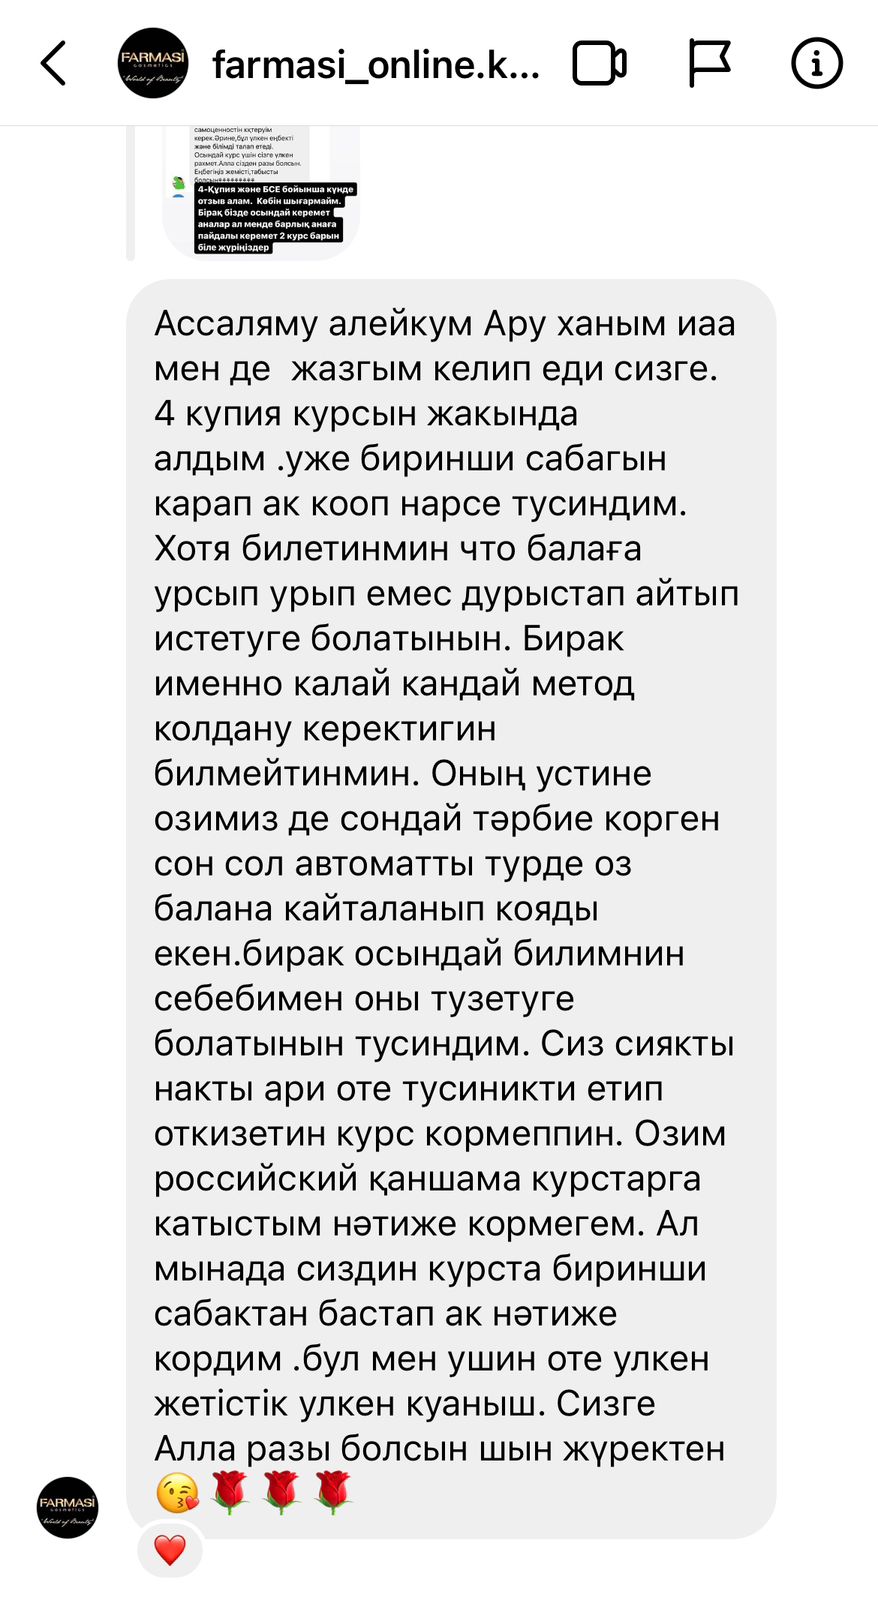 FARMASI
cosmetics
"World of Beauty"
farmasi_online.k...
самоценностін көтеруім
керек.Әрине,бұл үлкен еңбекті
және білімді талап етеді.
Осындай курс үшін сізге үлкен
рахмет.Алла сізден разы болсын.
Еңбегіңіз жемісті,табысты
4-Құпия және БСЕ бойынша күнде
отзыв алам. Көбін шығармайм.
Бірақ бізде осындай керемет
аналар ал менде барлық анаға
пайдалы керемет 2 курс барын
біле жүріңіздер
Ассаляму алейкум Ару ханым иаа
мен де  жазгым келип еди сизге.
4 купия курсын жакында
алдым .уже биринши сабагын
карап ак кооп нарсе тусиндим.
Хотя билетинмин что балаға
урсып урып емес дурыстап айтып
истетуге болатынын. Бирак
именно калай кандай метод
колдану керектигин
билмейтинмин. Оның устине
озимиз де сондай тәрбие корген
сон сол автоматты турде оз
балана кайталанып кояды
екен.бирак осындай билимнин
себебимен оны тузетуге
болатынын тусиндим. Сиз сиякты
накты ари оте тусиникти етип
откизетин курс кормеппин. Озим
российский қаншама курстарга
катыстым нәтиже кормегем. Ал
мынада сиздин курста биринши
сабактан бастап ак нәтиже
кордим .бул мен ушин оте улкен
жетістік улкен куаныш. Сизге
Алла разы болсын шын жүректен
😘🌹🌹🌹
FARMASI
cosmetics
"World of Beauty"
❤️